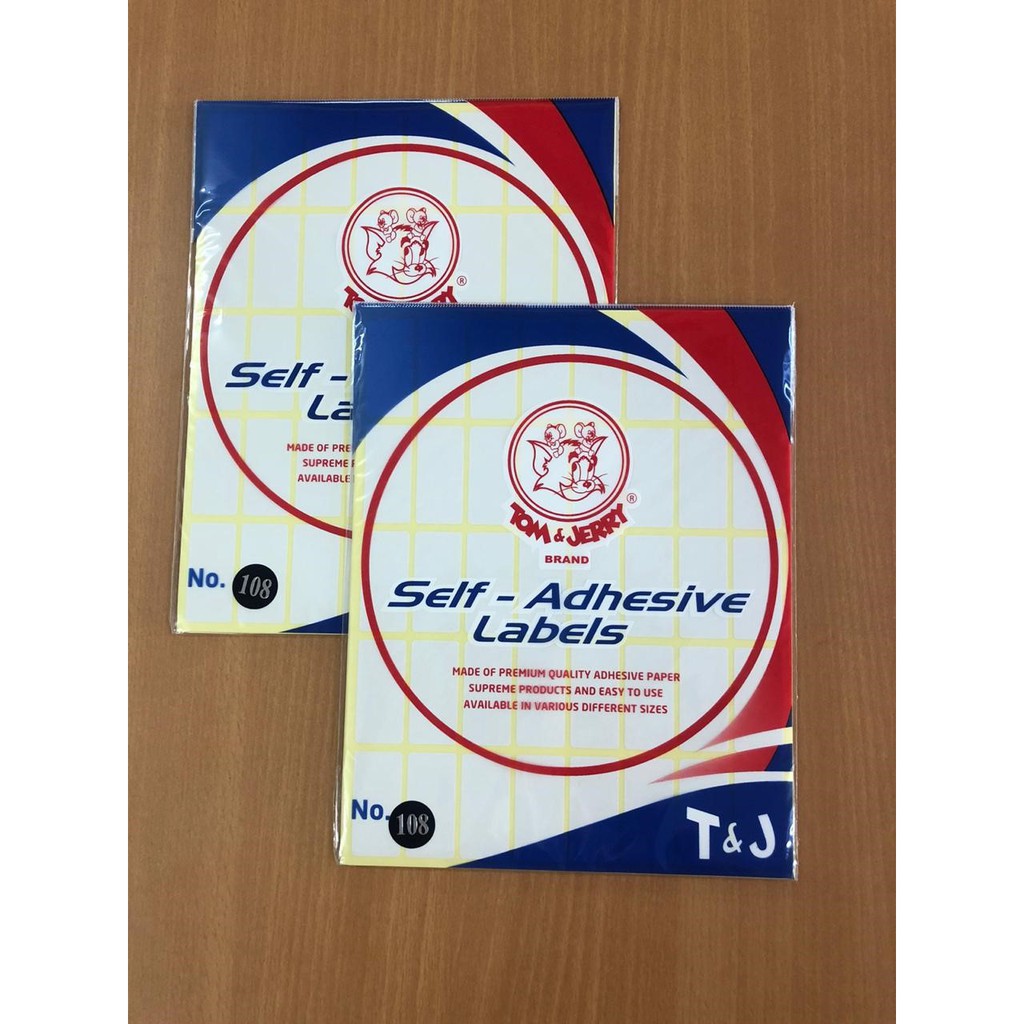 ®
Self -
La
MADE OF PRE
SUPREME
AVAILABLE
No. 108
®
TOM & JERRY
BRAND
Self - Adhesive
Labels
MADE OF PREMIUM QUALITY ADHESIVE PAPER
SUPREME PRODUCTS AND EASY TO USE
AVAILABLE IN VARIOUS DIFFERENT SIZES
No. 108
T & J